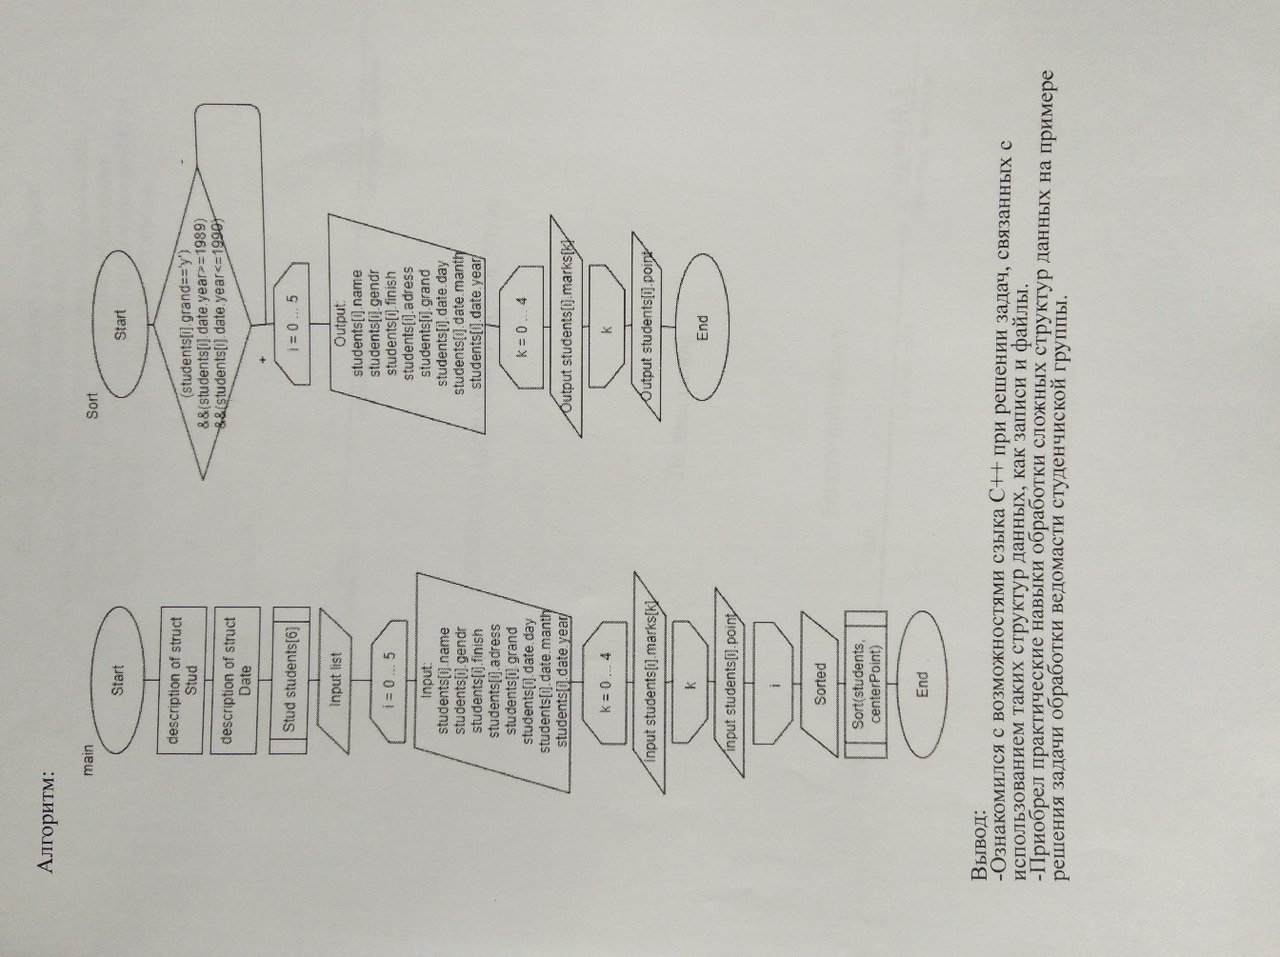 Алгоритм:
main
Start
description of struct
Stud
description of struct
Date
Stud students[6]
Input list
i = 0 ... 5
Input:
students[i].name
students[i].gendr
students[i].finish
students[i].adress
students[i].grand
students[i].date.day
students[i].date.manth
students[i].date.year
k = 0 ... 4
Input students[i].marks[k]
k
Input students[i].point
i
Sorted
Sort(students,
centerPoint)
End
Sort
Start
(students[i].grand=='y')
&&(students[i].date.year>=1989)
&&(students[i].date.year<=1990)
-
+
i = 0 ... 5
Output:
students[i].name
students[i].gendr
students[i].finish
students[i].adress
students[i].grand
students[i].date.day
students[i].date.manth
students[i].date.year
k = 0 ... 4
Output students[i].marks[k]
k
Output students[i].point
End
Вывод:
-Ознакомился с возможностями сзыка С++ при решении задач, связанных с
использованием таких структур данных, как записи и файлы.
-Приобрел практические навыки обработки сложных структур данных на примере
решения задачи обработки ведомасти студенчиской группы.